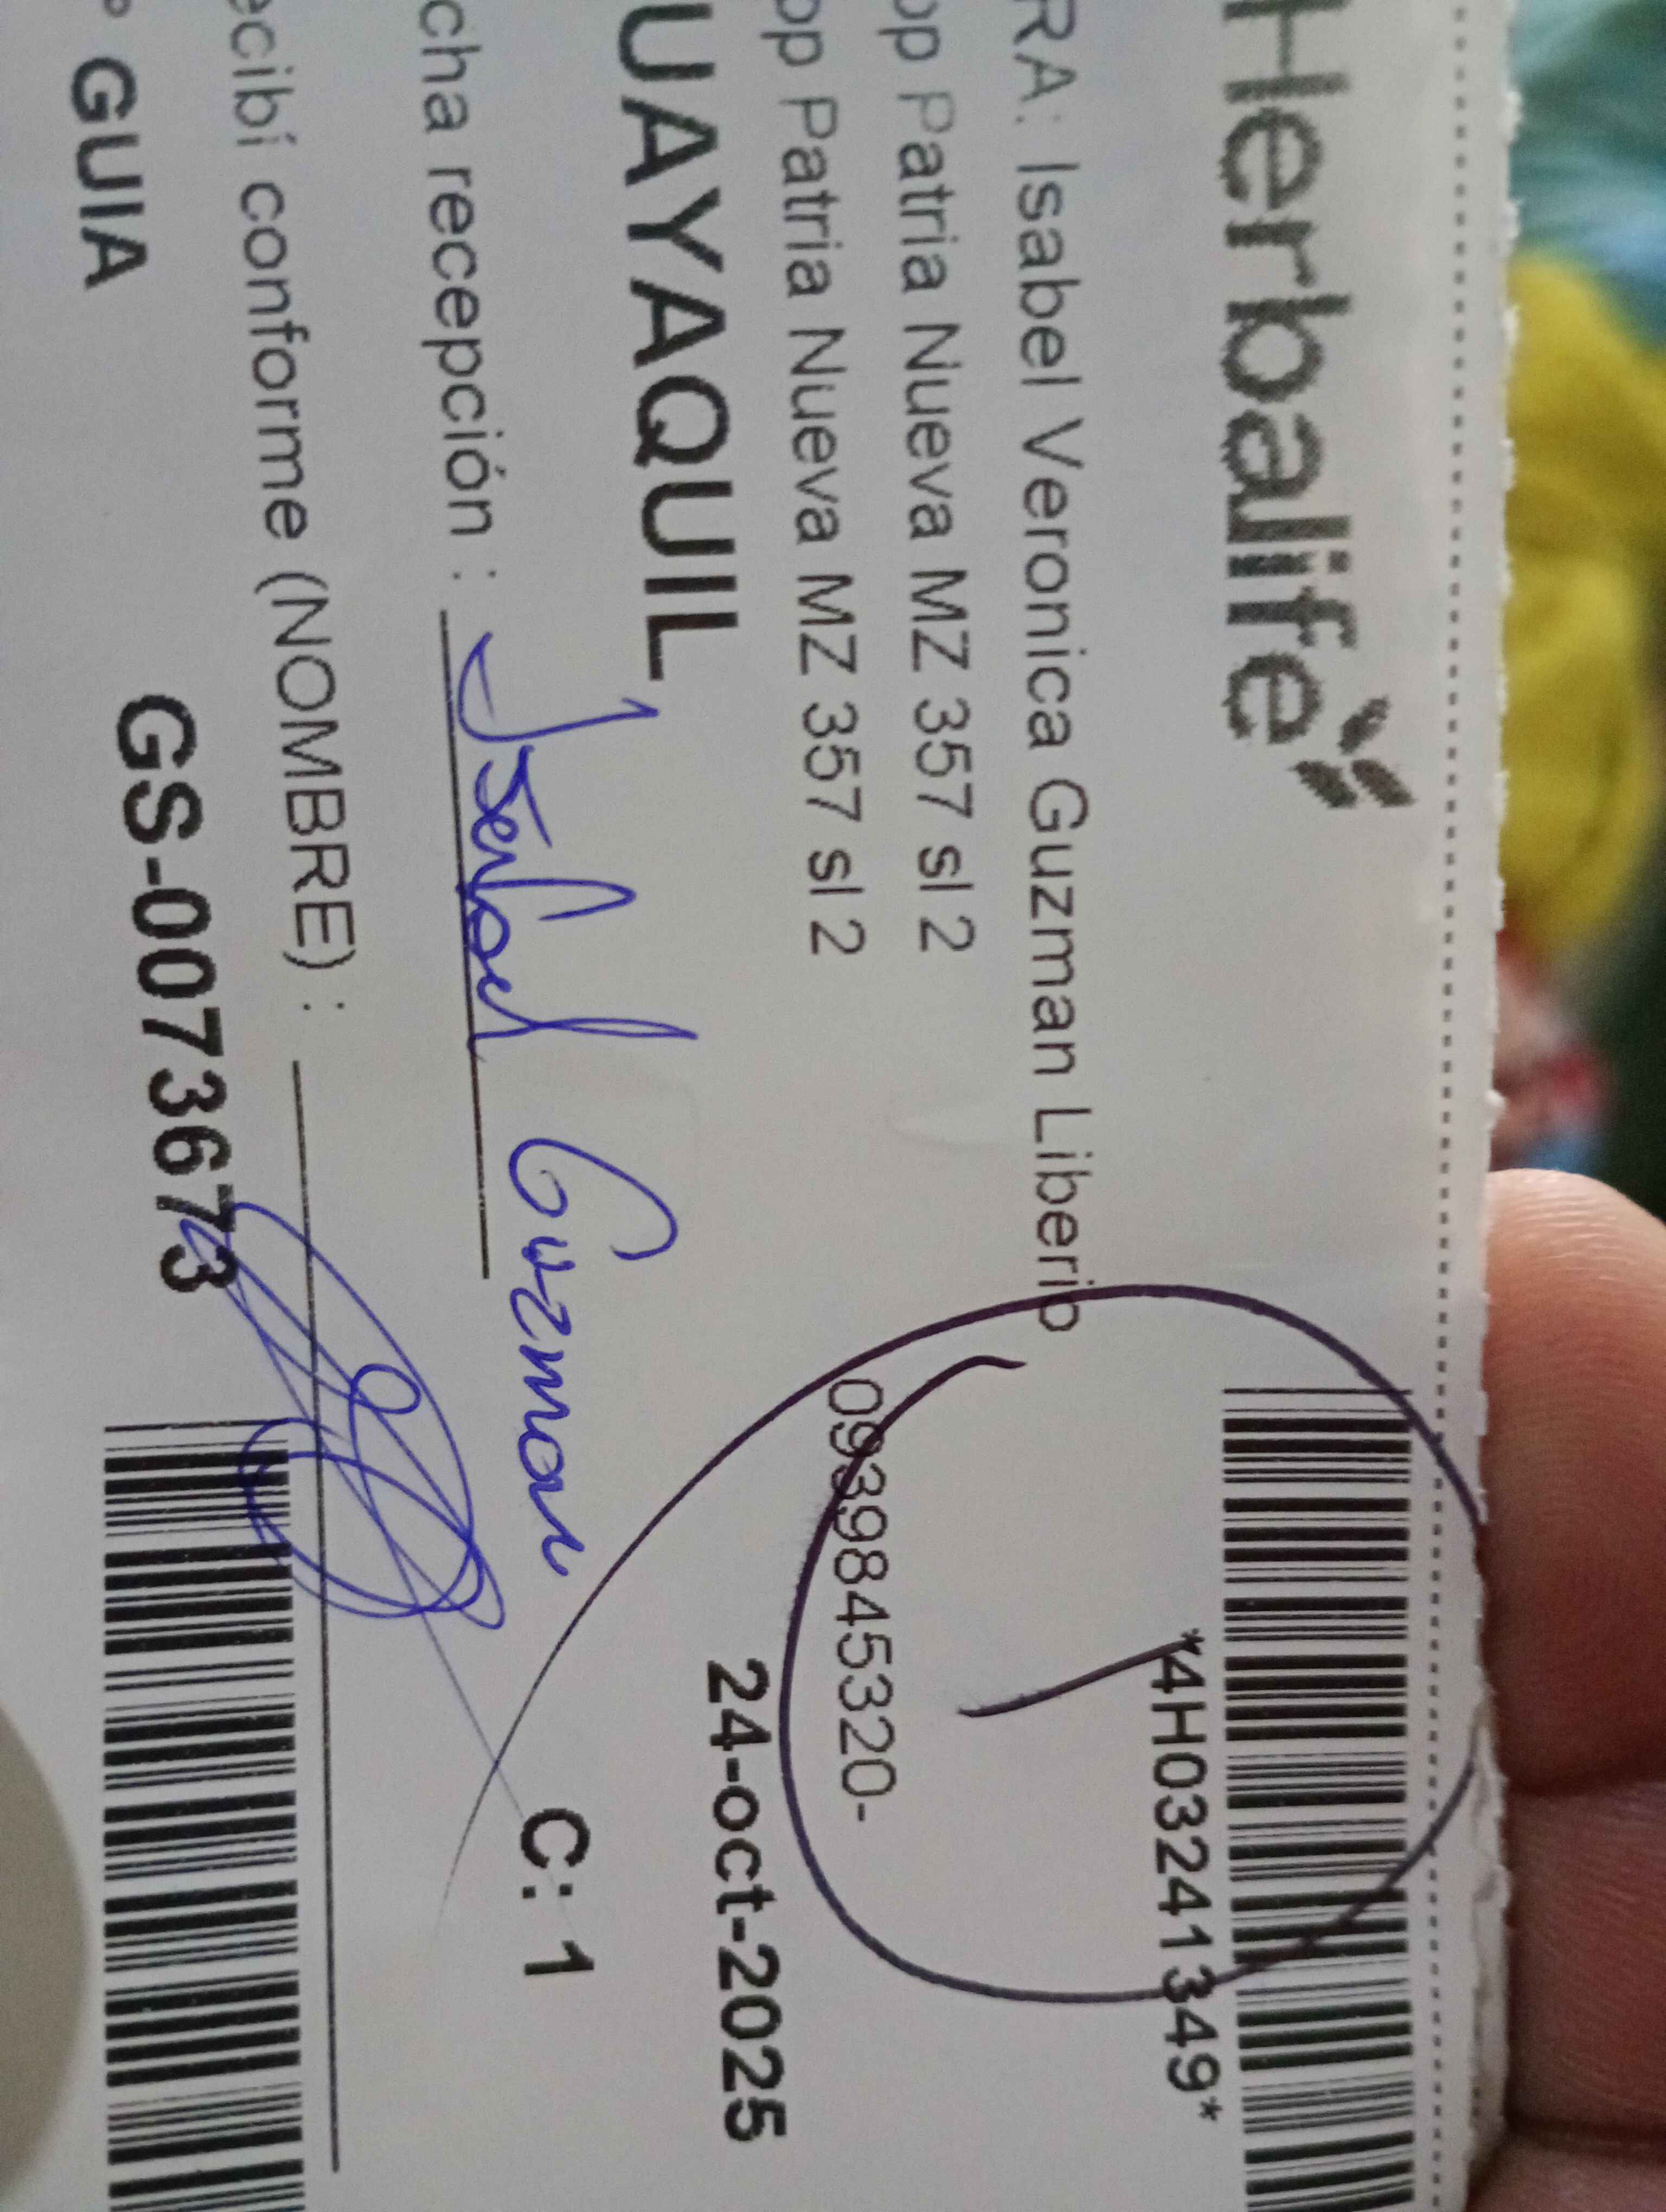 Herbalife
*4H03241349*
RA: Isabel Veronica Guzman Liberio
op Patria Nueva MZ 357 sl 2
op Patria Nueva MZ 357 sl 2 0939845320-
UAYAQUIL 24-oct-2025
cha recepción : Isabel Guzman C: 1
ecibí conforme (NOMBRE) :
° GUIA GS-0073673